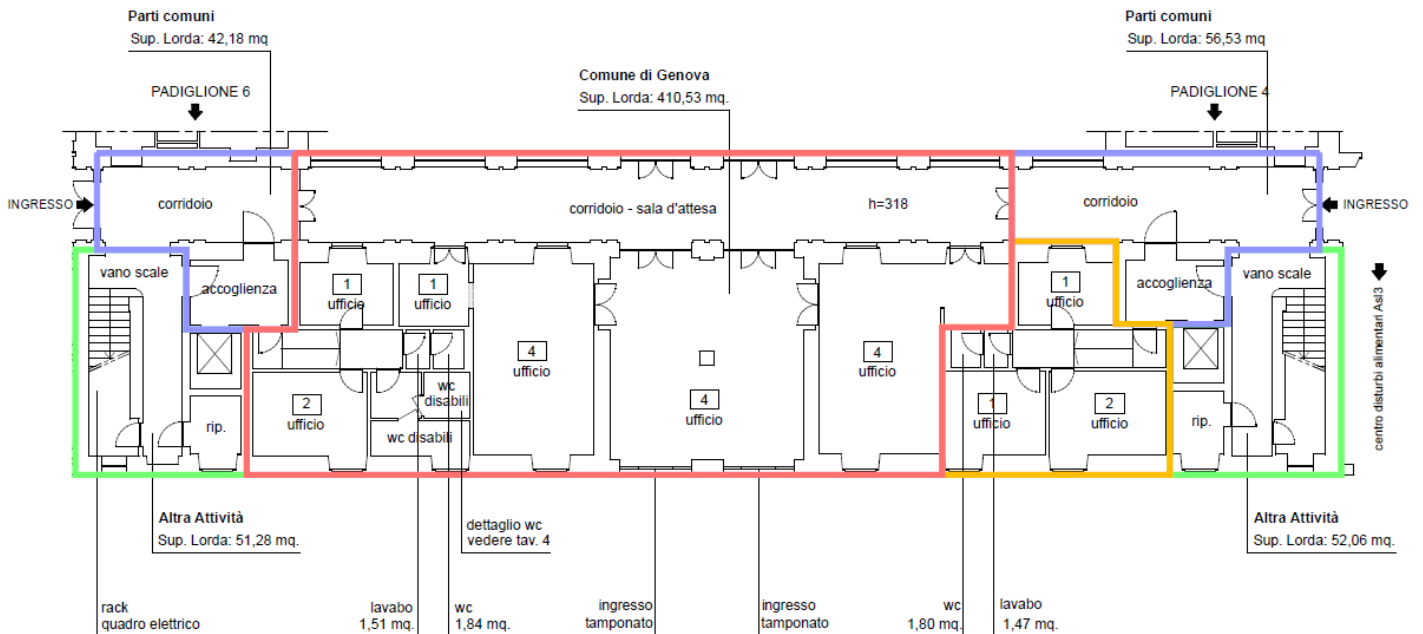 Parti comuni
Sup. Lorda: 42,18 mq
Parti comuni
Sup. Lorda: 56,53 mq
Comune di Genova
Sup. Lorda: 410,53 mq.
PADIGLIONE 6
PADIGLIONE 4
INGRESSO
corridoio
corridoio - sala d'attesa
h=318
corridoio
INGRESSO
vano scale
accoglienza
1
ufficio
1
ufficio
1
ufficio
accoglienza
vano scale
4
ufficio
4
ufficio
4
ufficio
2
ufficio
wc
disabili
wc disabili
1
ufficio
2
ufficio
rip.
rip.
centro disturbi alimentari Asl3
Altra Attività
Sup. Lorda: 51,28 mq.
dettaglio wc
vedere tav. 4
Altra Attività
Sup. Lorda: 52,06 mq.
rack
quadro elettrico
lavabo
1,51 mq.
wc
1,84 mq.
ingresso
tamponato
ingresso
tamponato
wc
1,80 mq.
lavabo
1,47 mq.